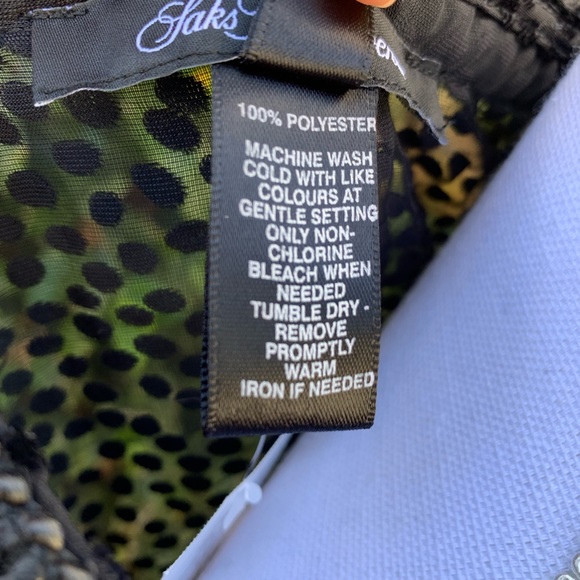 Saks
100% POLYESTER
MACHINE WASH
COLD WITH LIKE
COLOURS AT
GENTLE SETTING
ONLY NON-
CHLORINE
BLEACH WHEN
NEEDED
TUMBLE DRY -
REMOVE
PROMPTLY
WARM
IRON IF NEEDED